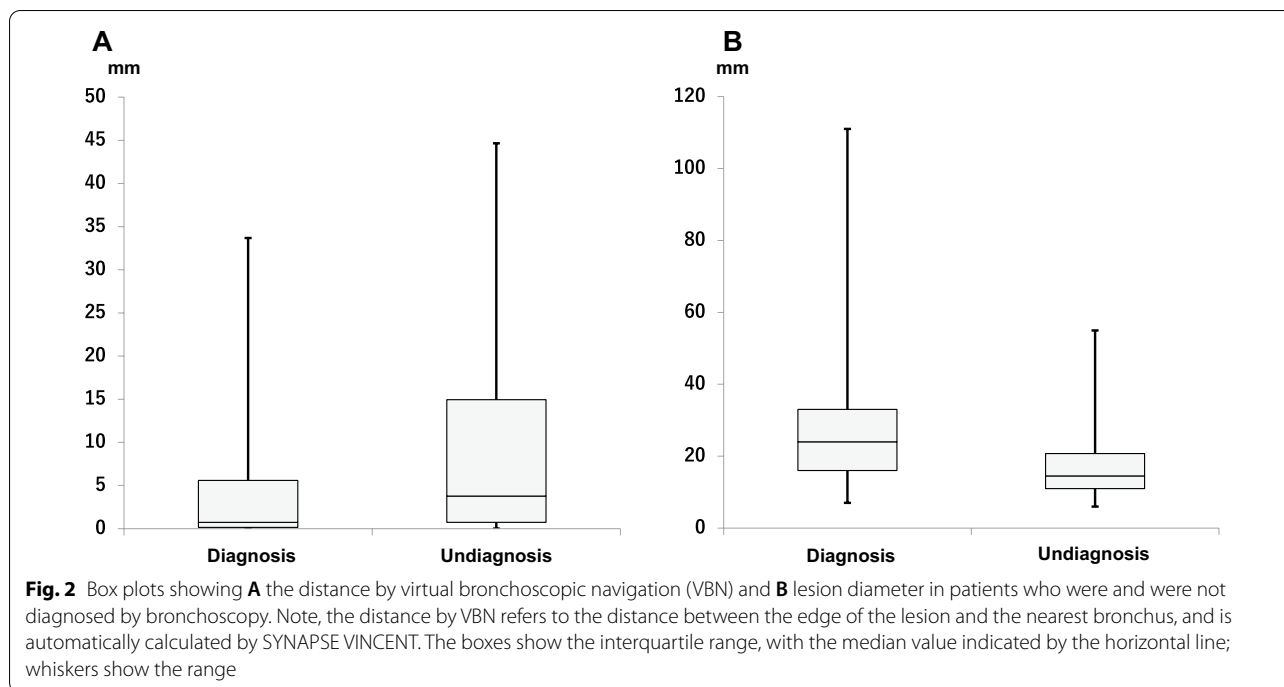 A
mm
50
45
40
35
30
25
20
15
10
5
0
Diagnosis Undiagnosis
B
mm
120
100
80
60
40
20
0
Diagnosis Undiagnosis
Fig. 2 Box plots showing A the distance by virtual bronchoscopic navigation (VBN) and B lesion diameter in patients who were and were not
diagnosed by bronchoscopy. Note, the distance by VBN refers to the distance between the edge of the lesion and the nearest bronchus, and is
automatically calculated by SYNAPSE VINCENT. The boxes show the interquartile range, with the median value indicated by the horizontal line;
whiskers show the range